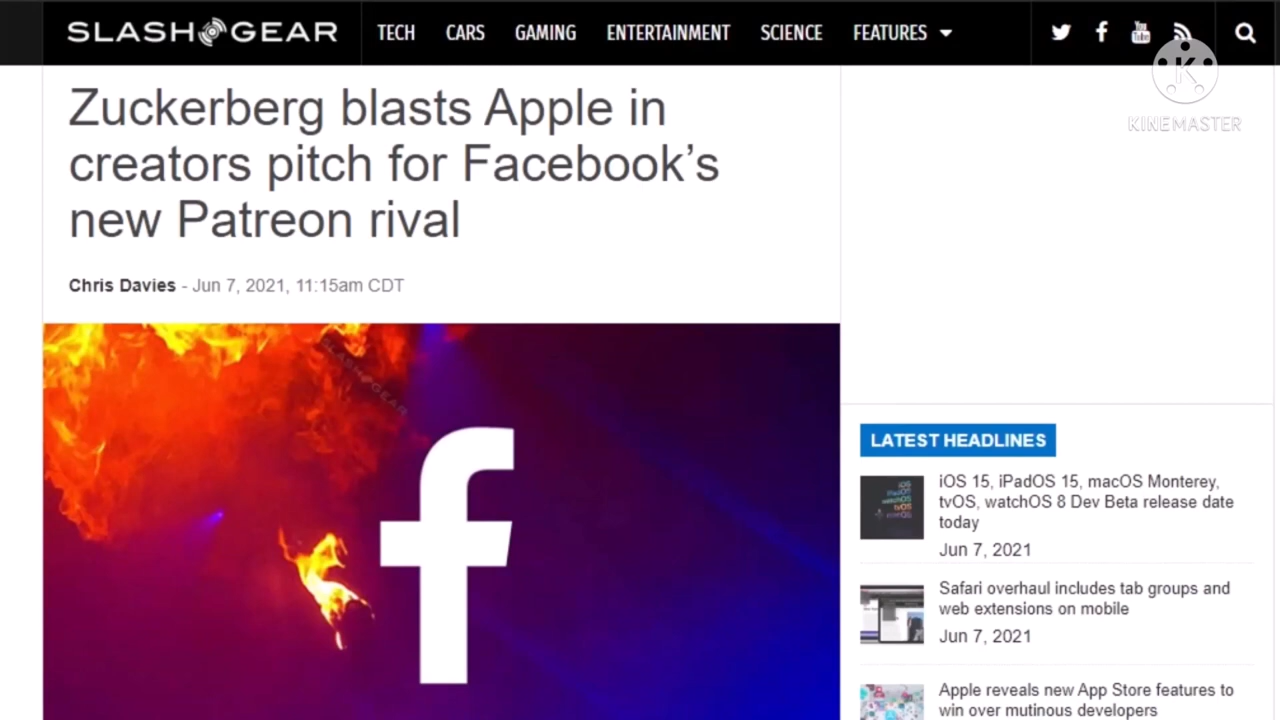 SLASHGEAR
TECH CARS GAMING ENTERTAINMENT SCIENCE FEATURES
You Tube
KINEMASTER
Zuckerberg blasts Apple in
creators pitch for Facebook’s
new Patreon rival
Chris Davies - Jun 7, 2021, 11:15am CDT
SLASHGEAR
LATEST HEADLINES
iOS 15, iPadOS 15, macOS Monterey,
tvOS, watchOS 8 Dev Beta release date
today
Jun 7, 2021
Safari overhaul includes tab groups and
web extensions on mobile
Jun 7, 2021
Apple reveals new App Store features to
win over mutinous developers